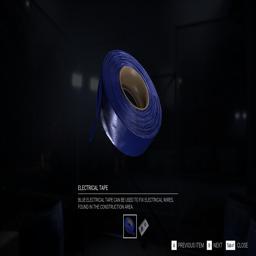 ELECTRICAL TAPE
BLUE ELECTRICAL TAPE CAN BE USED TO FIX ELECTRICAL WIRES.
FOUND IN THE CONSTRUCTION AREA.
PREVIOUS ITEM NEXT CLOSE